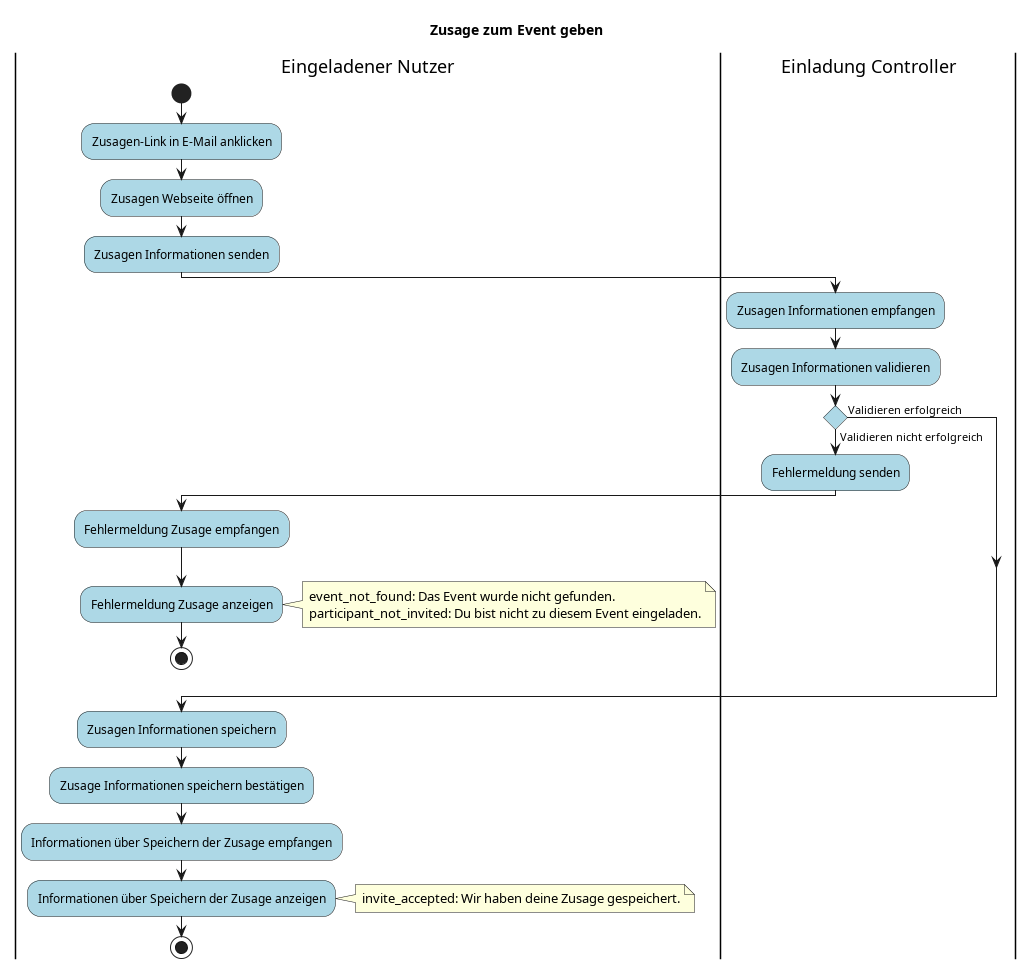 Zusage zum Event geben
Eingeladener Nutzer
Einladung Controller
Zusagen-Link in E-Mail anklicken
Zusagen Webseite öffnen
Zusagen Informationen senden
Zusagen Informationen empfangen
Zusagen Informationen validieren
Validieren erfolgreich
Validieren nicht erfolgreich
Fehlermeldung senden
Fehlermeldung Zusage empfangen
Fehlermeldung Zusage anzeigen
event_not_found: Das Event wurde nicht gefunden.
participant_not_invited: Du bist nicht zu diesem Event eingeladen.
Zusagen Informationen speichern
Zusage Informationen speichern bestätigen
Informationen über Speichern der Zusage empfangen
Informationen über Speichern der Zusage anzeigen
invite_accepted: Wir haben deine Zusage gespeichert.